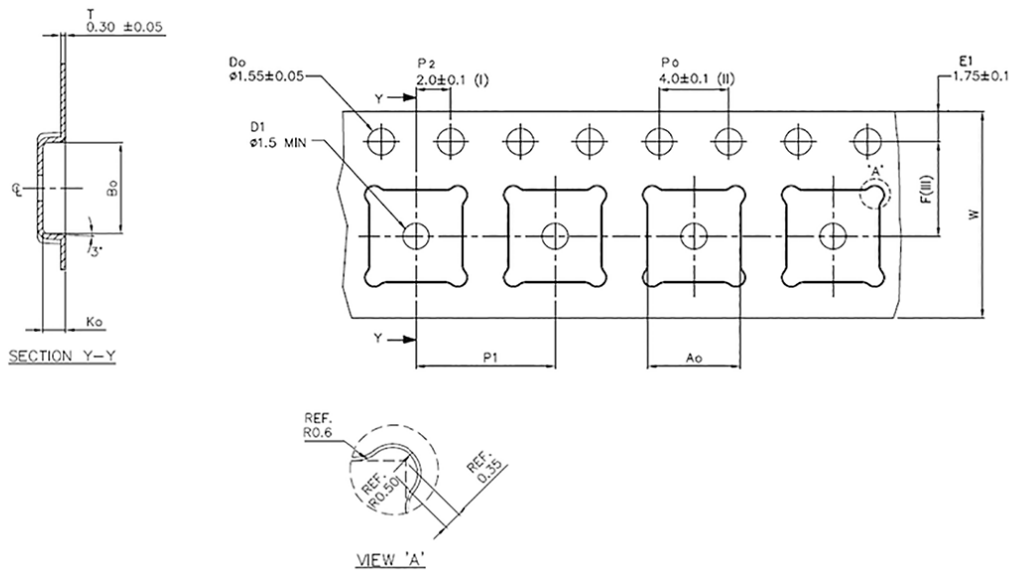 T
0.30 ±0.05
Do
ø1.55±0.05
P2
2.0±0.1 (I)
Po
4.0±0.1 (II)
E1
1.75±0.1
Y
D1
ø1.5 MIN
"A"
F(III)
W
Bo
℄
3°
Ko
SECTION Y-Y
Y
P1
Ao
REF.
R0.6
REF.
R0.50
REF.
0.35
VIEW 'A'